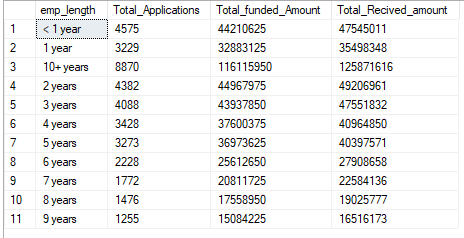 emp_length Total_Applications Total_funded_Amount Total_Recived_amount
1 < 1 year 4575 44210625 47545011
2 1 year 3229 32883125 35498348
3 10+ years 8870 116115950 125871616
4 2 years 4382 44967975 49206961
5 3 years 4088 43937850 47551832
6 4 years 3428 37600375 40964850
7 5 years 3273 36973625 40397571
8 6 years 2228 25612650 27908658
9 7 years 1772 20811725 22584136
10 8 years 1476 17558950 19025777
11 9 years 1255 15084225 16516173